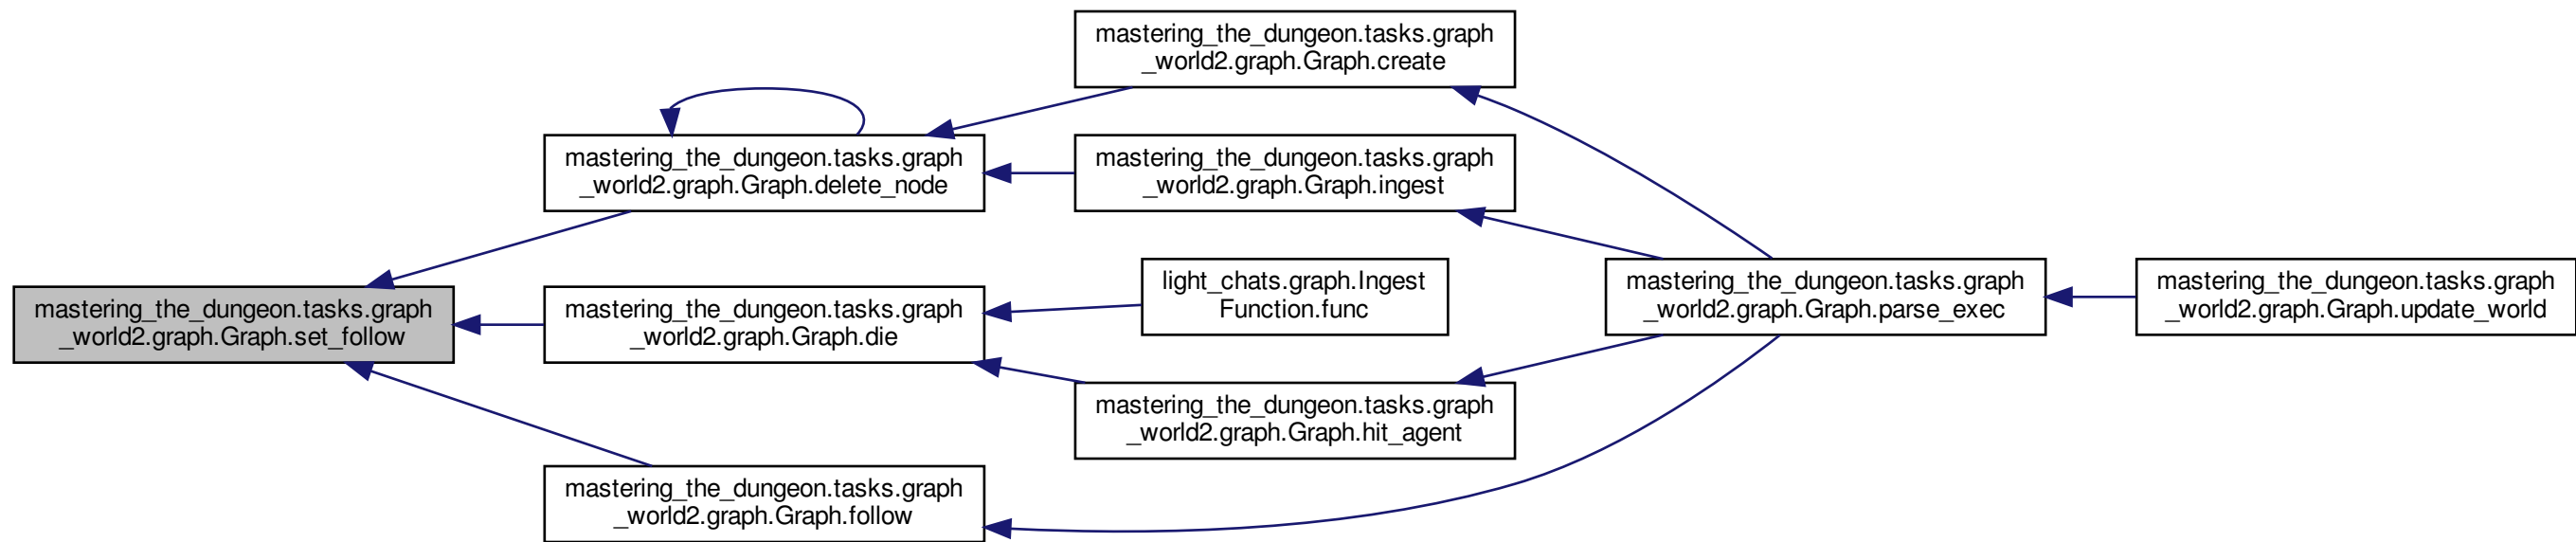 mastering_the_dungeon.tasks.graph
_world2.graph.Graph.set_follow
mastering_the_dungeon.tasks.graph
_world2.graph.Graph.delete_node
mastering_the_dungeon.tasks.graph
_world2.graph.Graph.die
mastering_the_dungeon.tasks.graph
_world2.graph.Graph.follow
mastering_the_dungeon.tasks.graph
_world2.graph.Graph.create
mastering_the_dungeon.tasks.graph
_world2.graph.Graph.ingest
light_chats.graph.Ingest
Function.func
mastering_the_dungeon.tasks.graph
_world2.graph.Graph.hit_agent
mastering_the_dungeon.tasks.graph
_world2.graph.Graph.parse_exec
mastering_the_dungeon.tasks.graph
_world2.graph.Graph.update_world